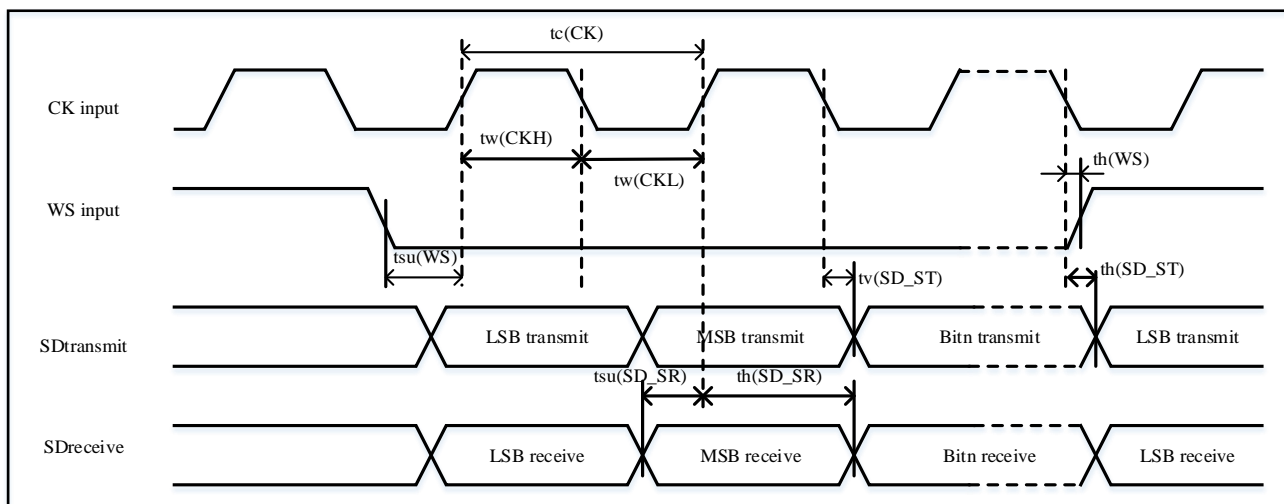 tc(CK)
CK input
tw(CKH)
tw(CKL)
th(WS)
WS input
tsu(WS)
tv(SD_ST)
th(SD_ST)
SDtransmit
LSB transmit
MSB transmit
Bitn transmit
LSB transmit
tsu(SD_SR)
th(SD_SR)
SDreceive
LSB receive
MSB receive
Bitn receive
LSB receive